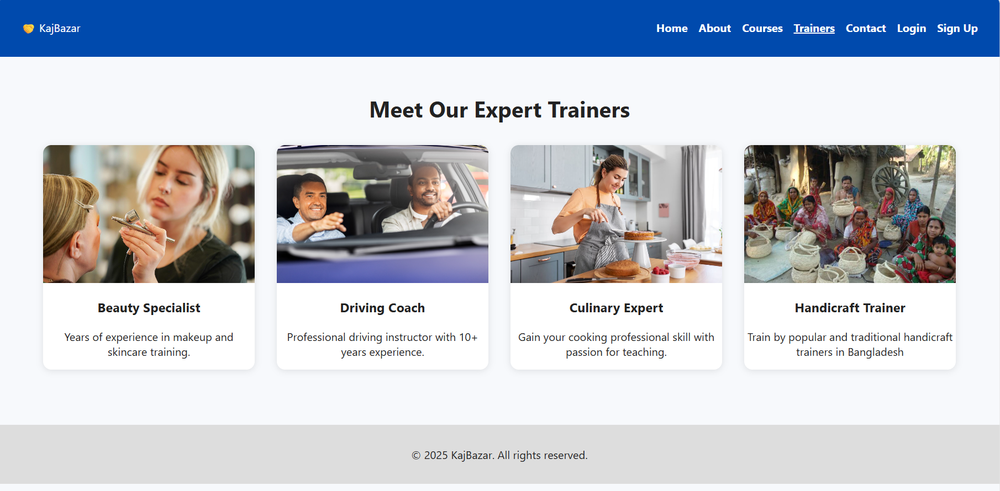 🤝 KajBazar
Home About Courses Trainers Contact Login Sign Up
Meet Our Expert Trainers
Beauty Specialist
Years of experience in makeup and
skincare training.
Driving Coach
Professional driving instructor with 10+
years experience.
Culinary Expert
Gain your cooking professional skill with
passion for teaching.
Handicraft Trainer
Train by popular and traditional handicraft
trainers in Bangladesh
© 2025 KajBazar. All rights reserved.